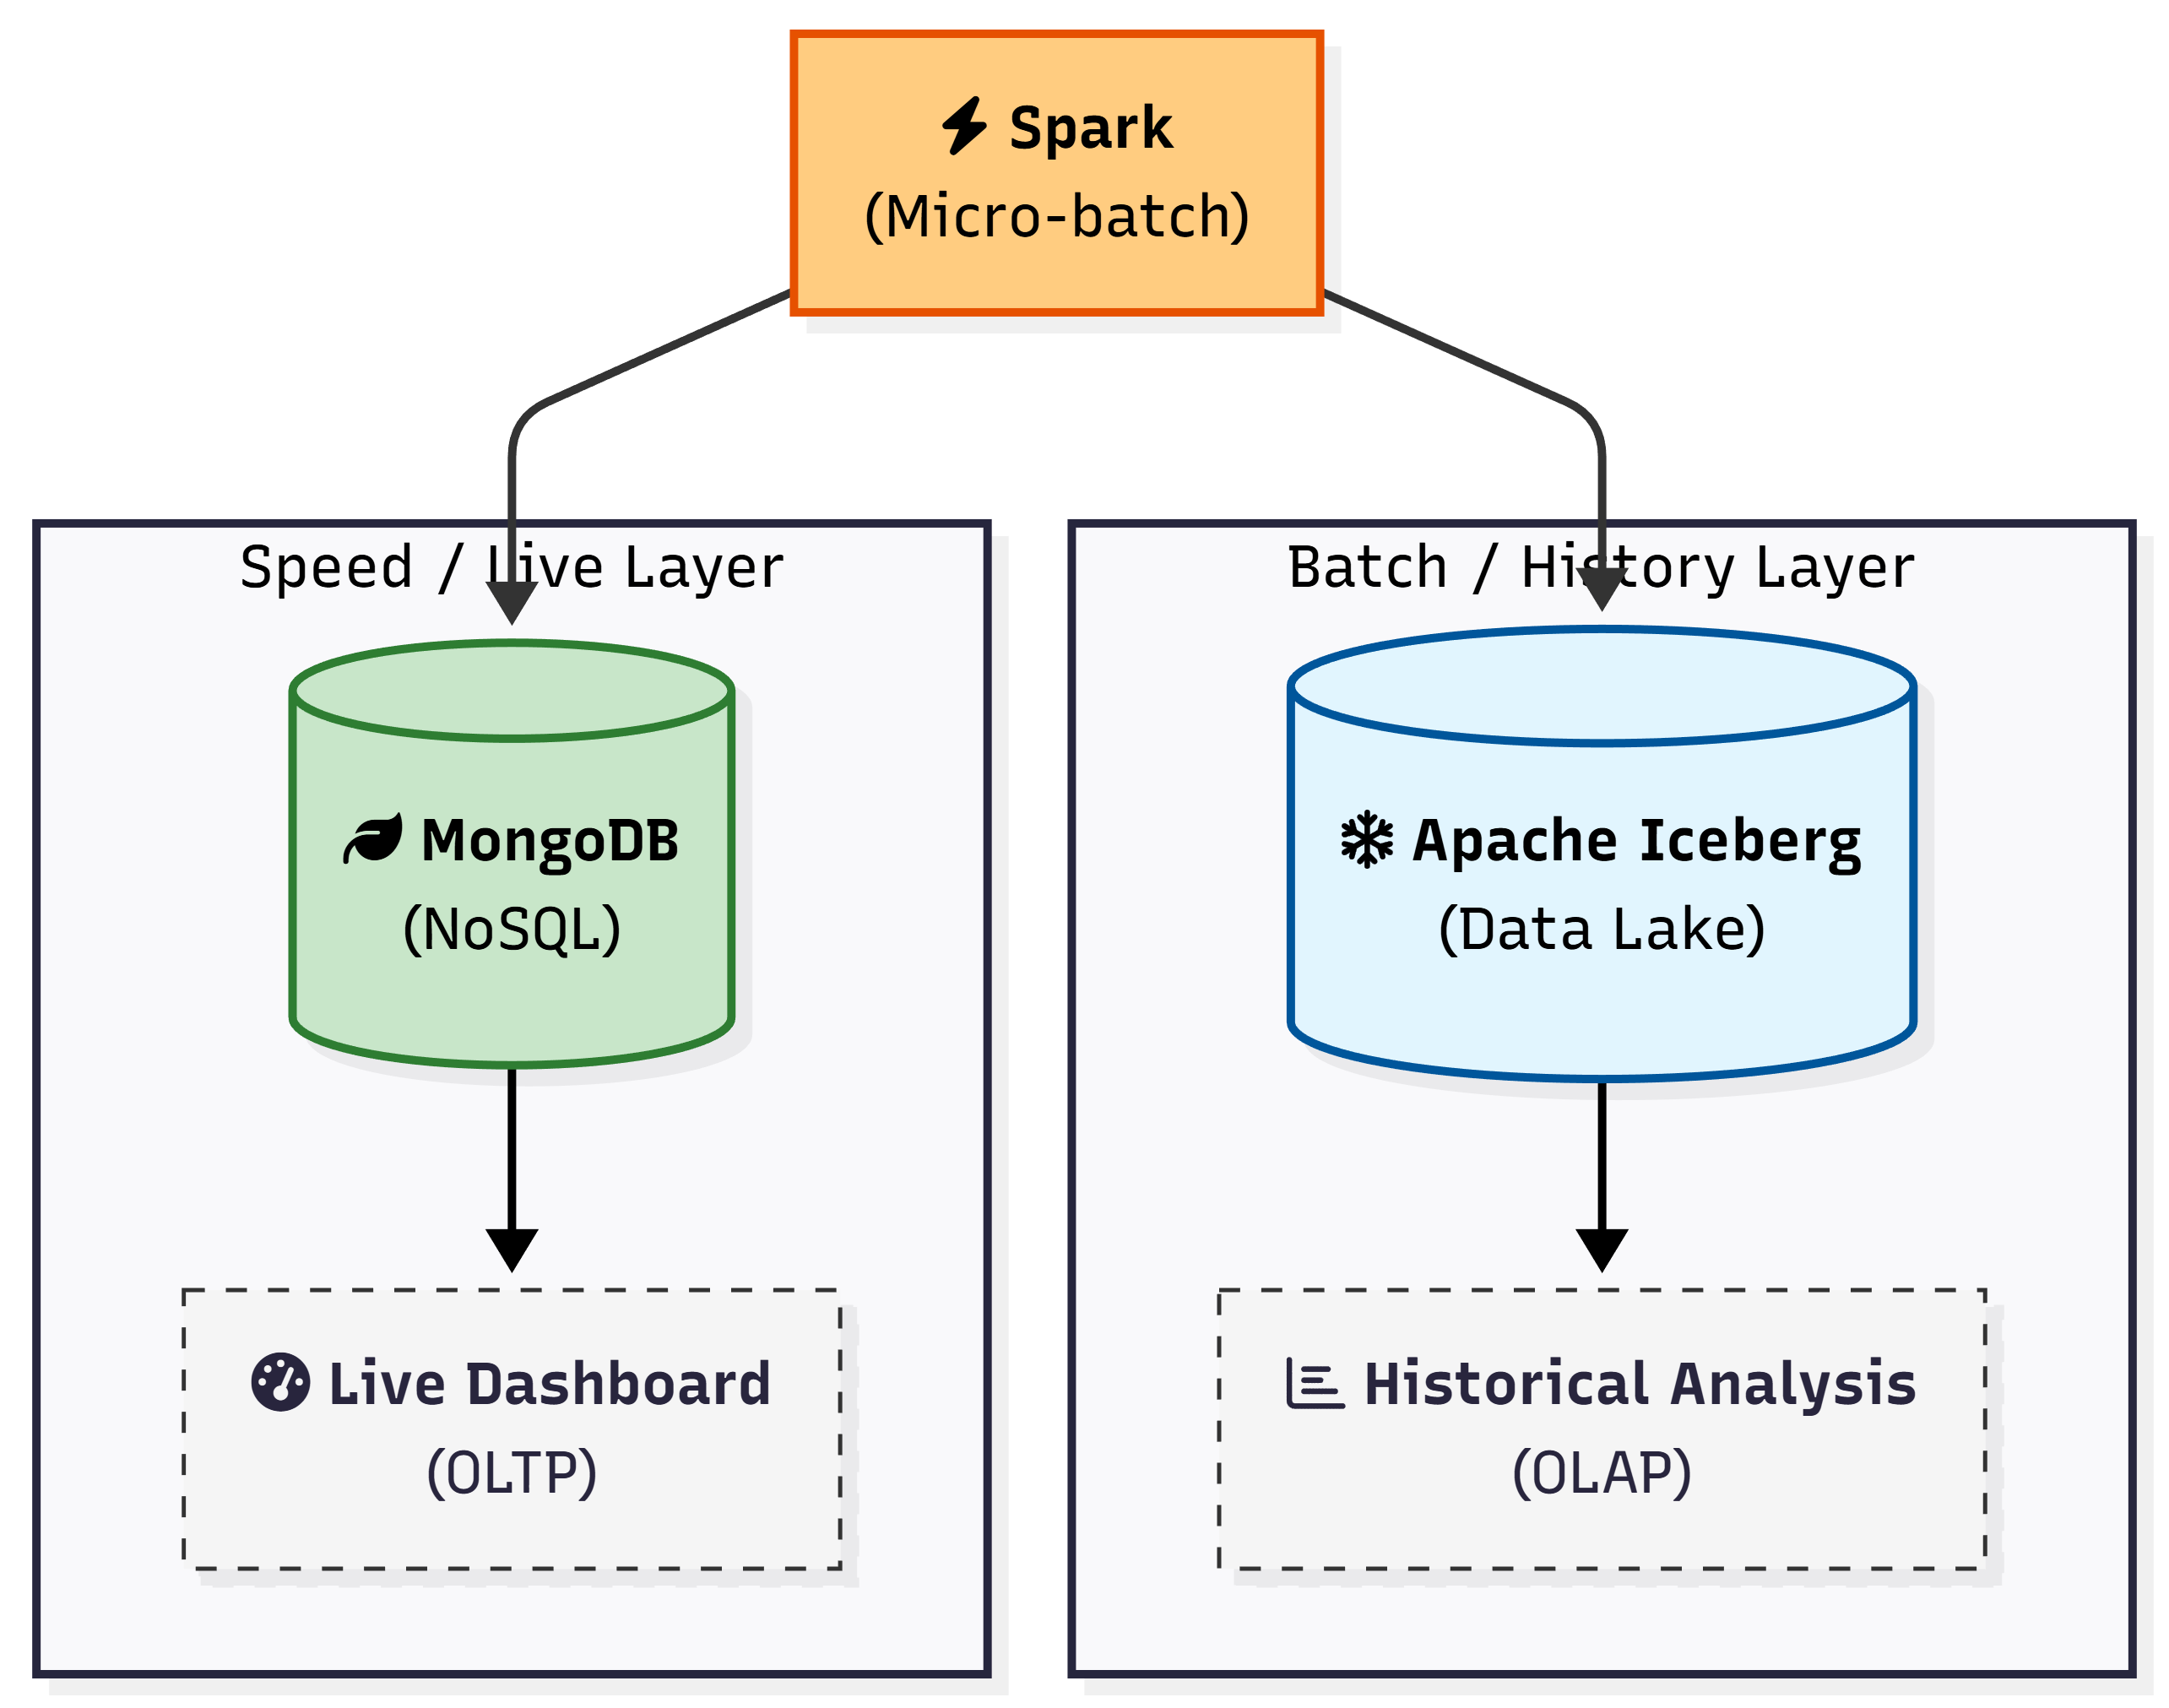 Spark
(Micro-batch)
Speed / Live Layer
MongoDB
(NoSQL)
Live Dashboard
(OLTP)
Batch / History Layer
Apache Iceberg
(Data Lake)
Historical Analysis
(OLAP)